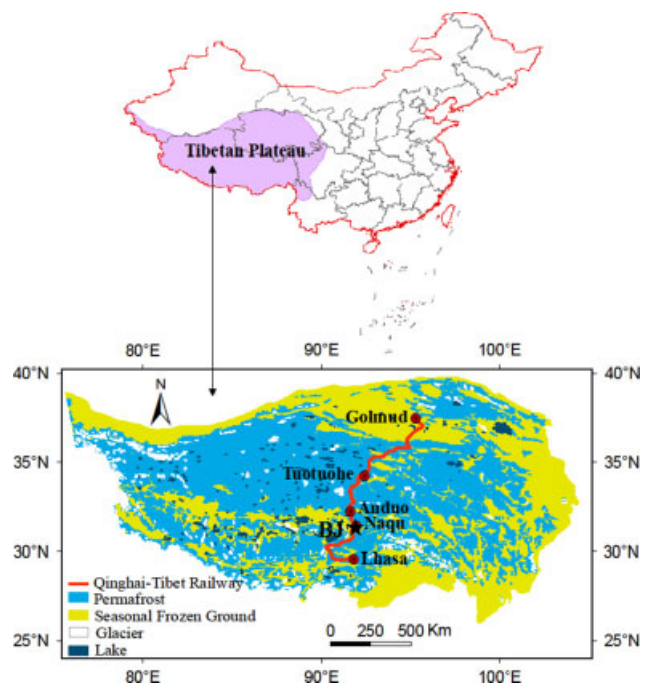 Tibetan Plateau
80°E 90°E 100°E
40°N 40°N
N
Golmud
35°N 35°N
Tuotuohe
Anduo
BJ Naqu
30°N 30°N
Lhasa
Qinghai-Tibet Railway
Permafrost
Seasonal Frozen Ground
Glacier
Lake
0 250 500 Km
25°N 25°N
80°E 90°E 100°E